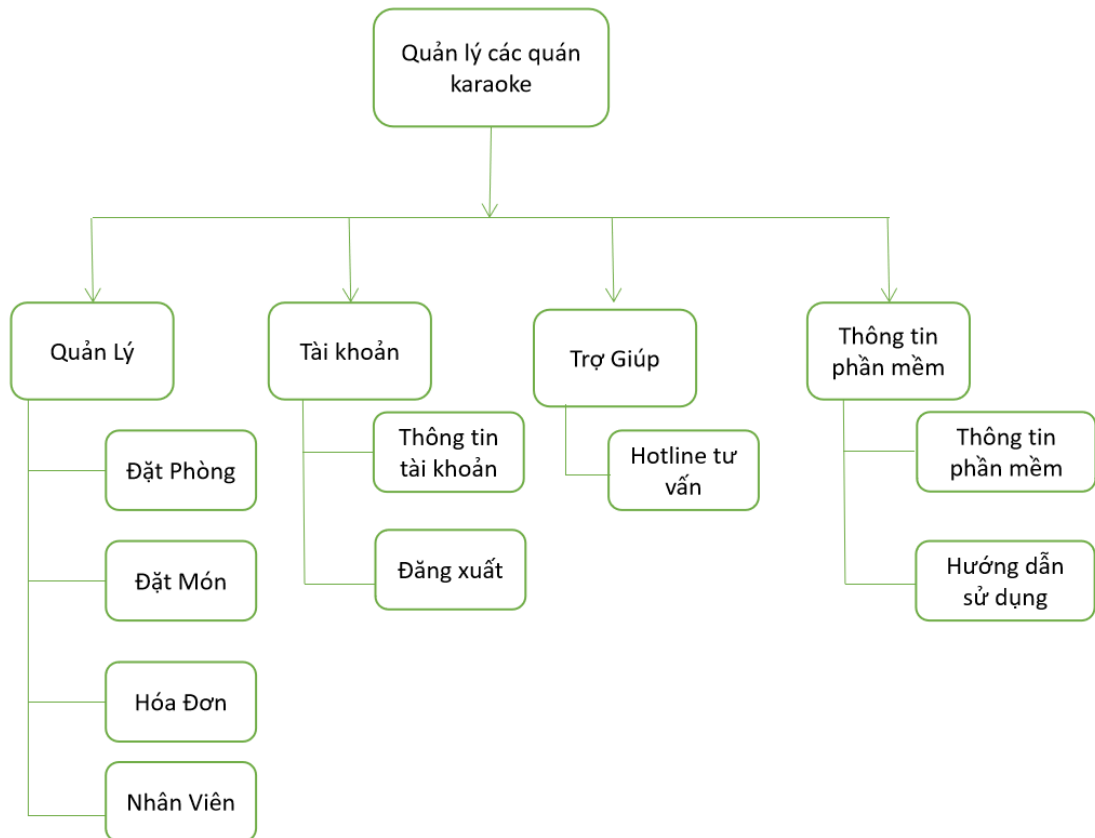 Quản lý các quán
karaoke
Quản Lý
Tài khoản
Trợ Giúp
Thông tin
phần mềm
Đặt Phòng
Đặt Món
Hóa Đơn
Nhân Viên
Thông tin
tài khoản
Đăng xuất
Hotline tư
vấn
Thông tin
phần mềm
Hướng dẫn
sử dụng